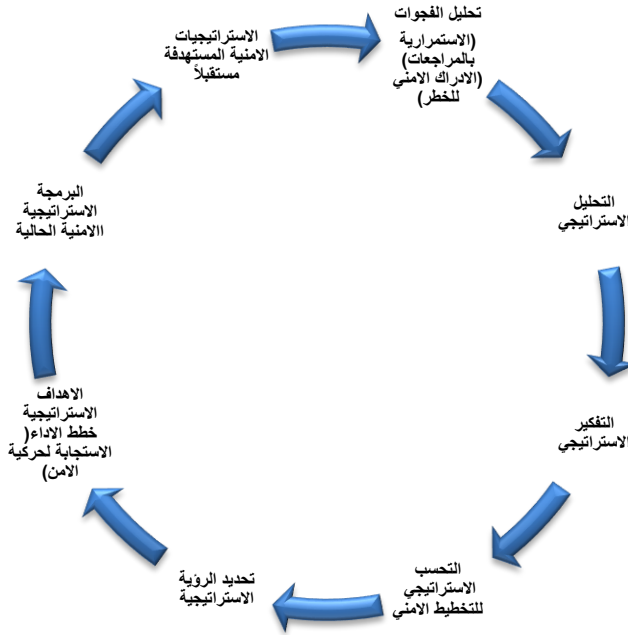 تحليل الفجوات
(الاستمرارية
بالمراجعات)
(الادراك الامني
للخطر)
التحليل
الاستراتيجي
التفكير
الاستراتيجي
التحسب
الاستراتيجي
للتخطيط الامني
تحديد الرؤية
الاستراتيجية
الاهداف
الاستراتيجية
خطط الاداء(
الاستجابة لحركية
الامن)
البرمجة
الاستراتيجية
االامنية الحالية
الاستراتيجيات
الامنية المستهدفة
مستقبلاً